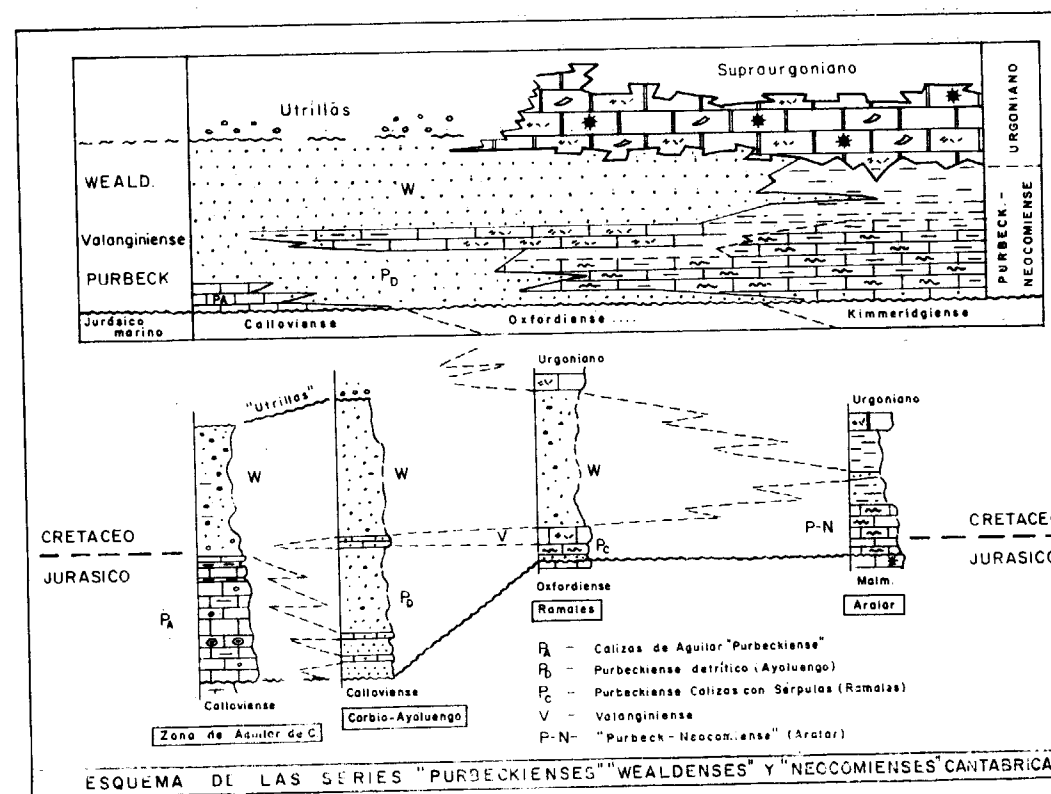 Supraurgoniano
Utrillas
URGONIANO
WEALD.
W
Valanginiense
PURBECK
PD
PA
PURBECK.-
NEOCOMIENSE
Jurásico
marino
Calloviense
Oxfordiense ....
Kimmeridgiense
"Utrillas"
Urgoniano
Urgoniano
W
W
W
CRETACEO
JURASICO
V
PC
P-N
CRETACEO
JURASICO
PA
PD
Calloviense
Zona de Aguilar de C
Calloviense
Corbio-Ayoluengo
Oxfordiense
Ramales
Malm.
Aralar
PA - Calizas de Aguilar "Purbeckiense"
PD - Purbeckiense detrítico (Ayoluengo)
PC - Purbeckiense Calizas con Sérpulas (Ramalas)
V - Valanginiense
P-N- "Purbeck-Neocomiense" (Aralar)
ESQUEMA DE LAS SERIES "PURBECKIENSES" "WEALDENSES" Y "NEOCOMIENSES" CANTABRICA